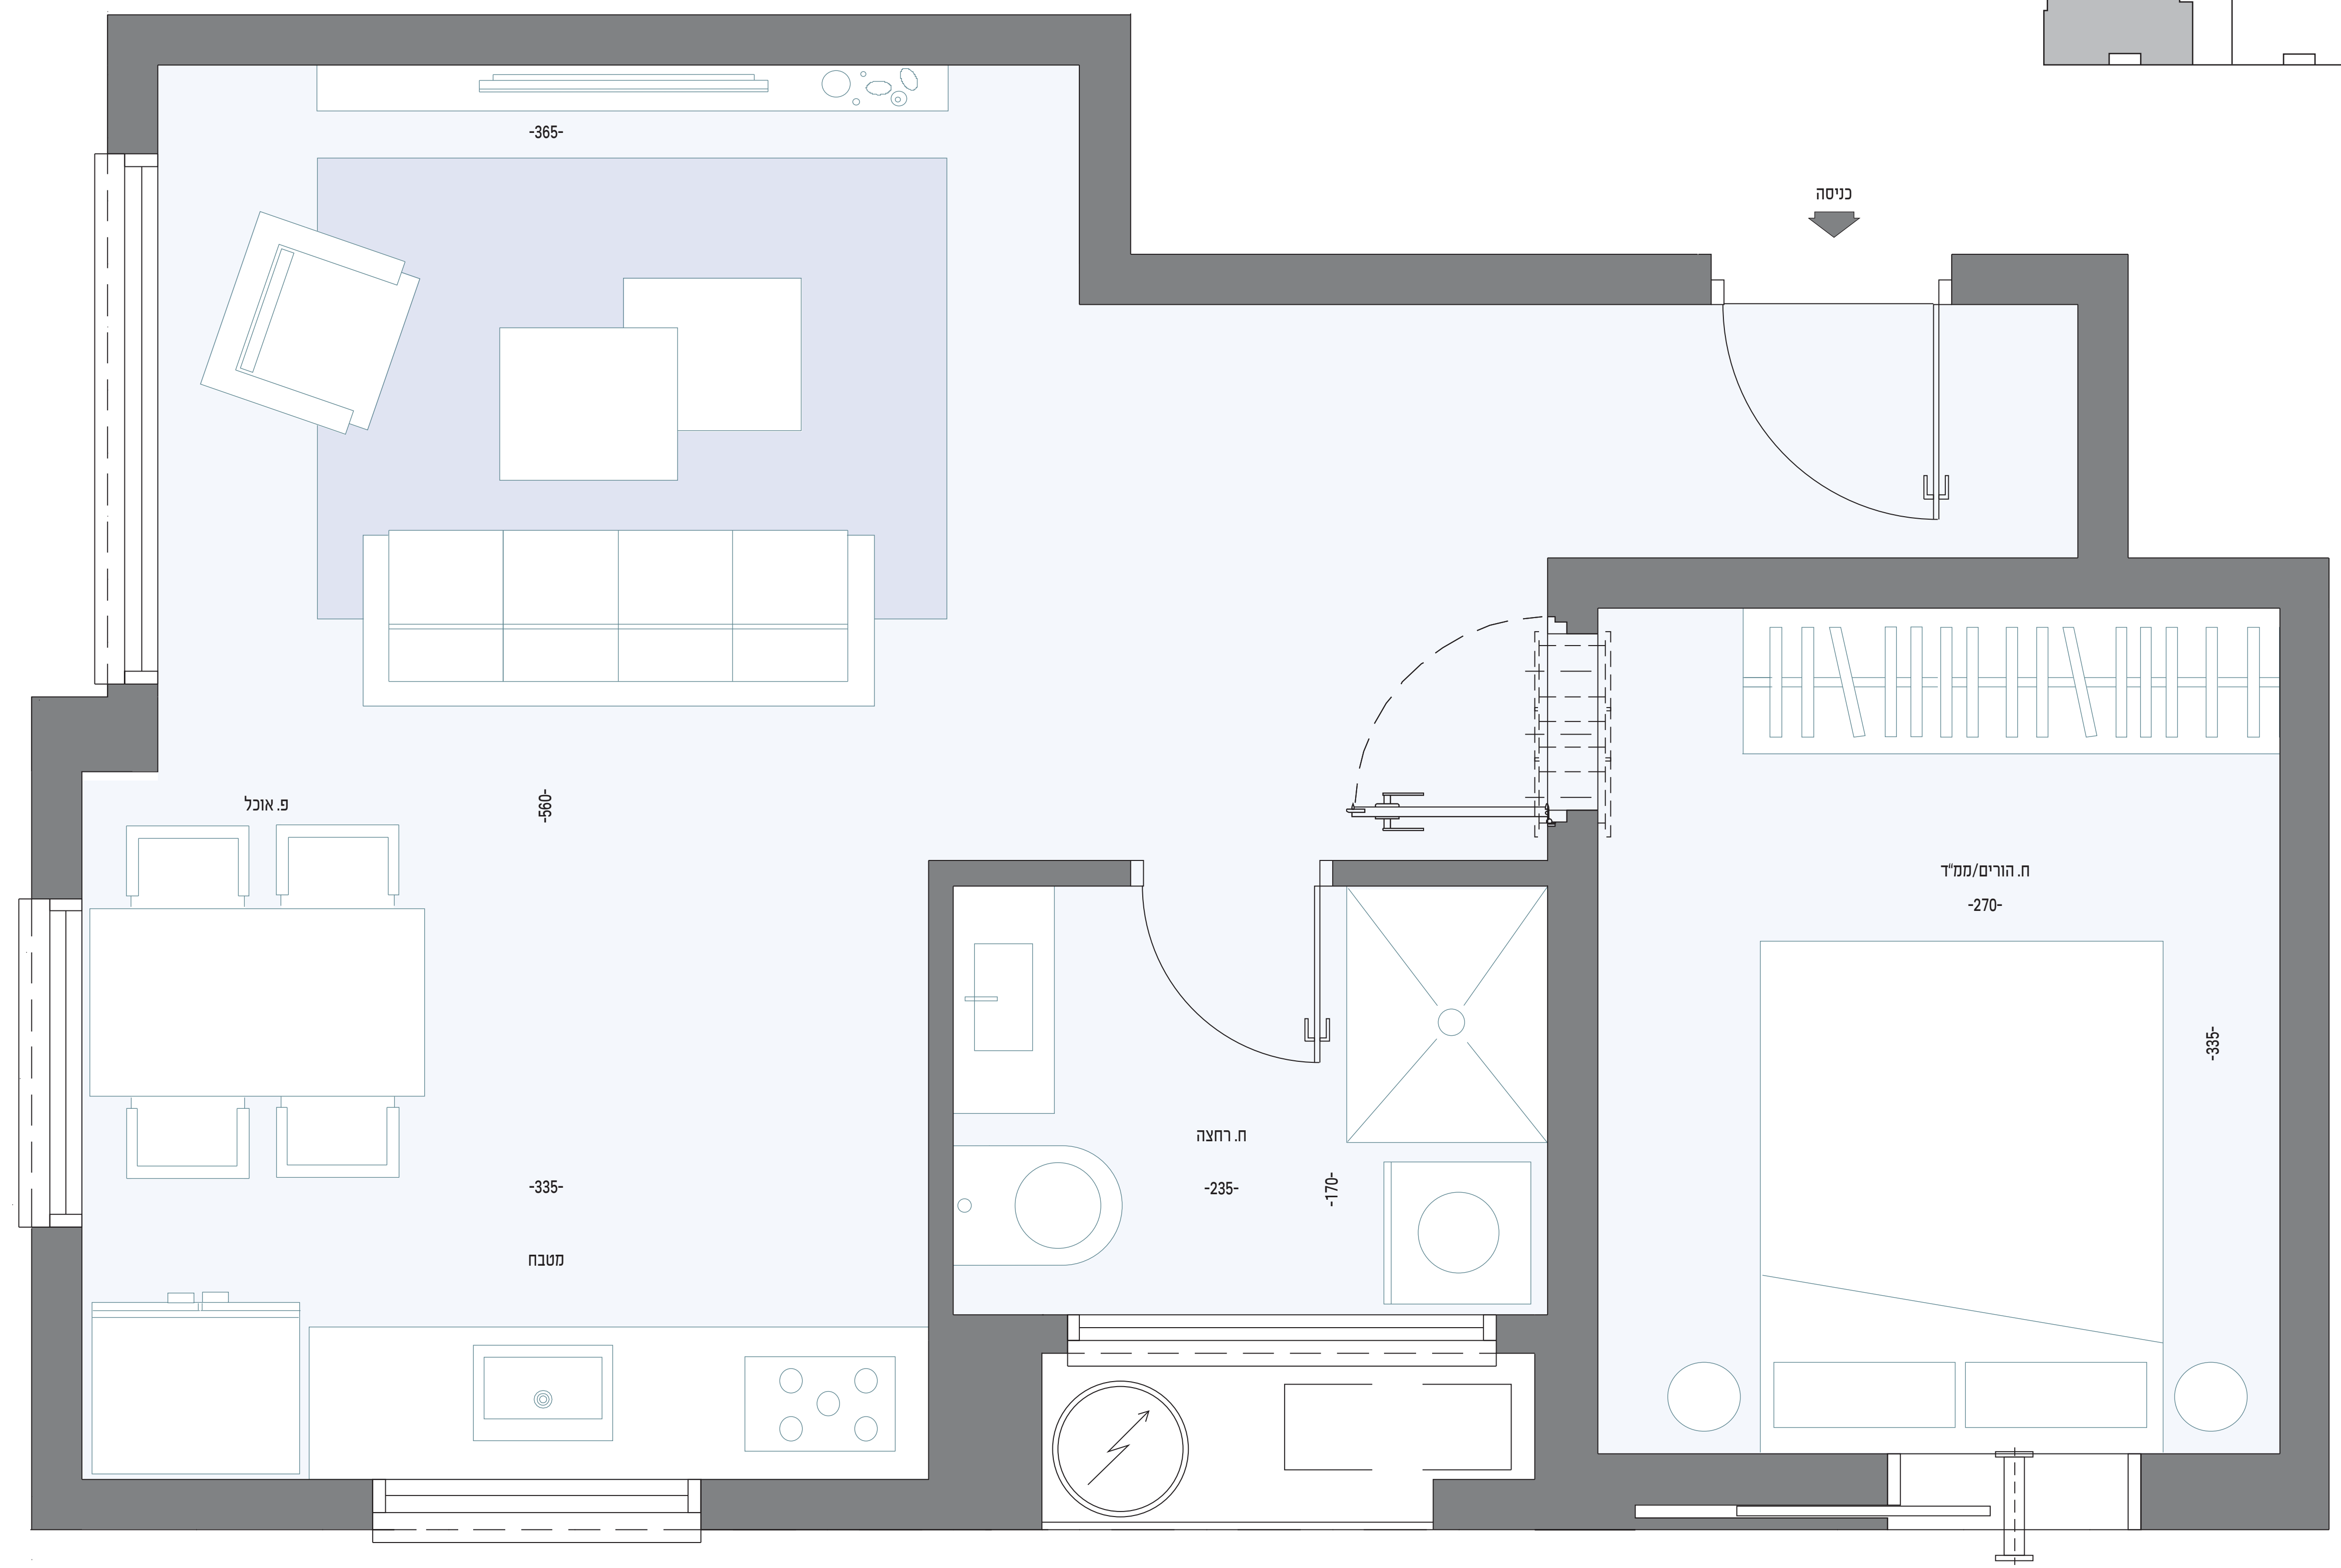 -365-
כניסה
פ. אוכל
-560-
ח. הורים/ממ"ד
-270-
-335-
ח. רחצה
-235-
-170-
-335-
מטבח